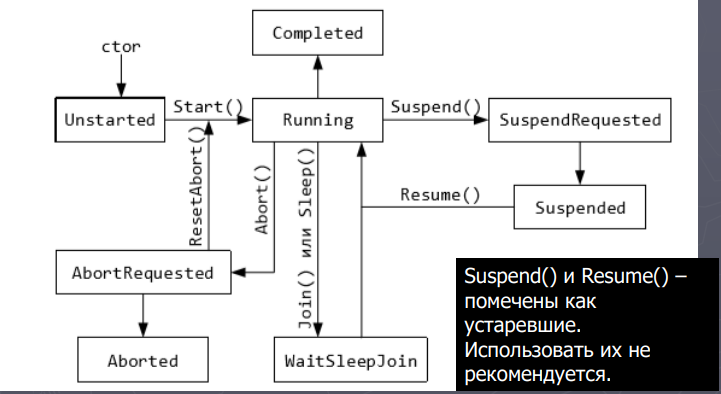 Completed
ctor
Unstarted
Start()
Running
Suspend()
SuspendRequested
ResetAbort()
Abort()
Join() или Sleep()
Resume()
Suspended
AbortRequested
Aborted
WaitSleepJoin
Suspend() и Resume() –
помечены как
устаревшие.
Использовать их не
рекомендуется.